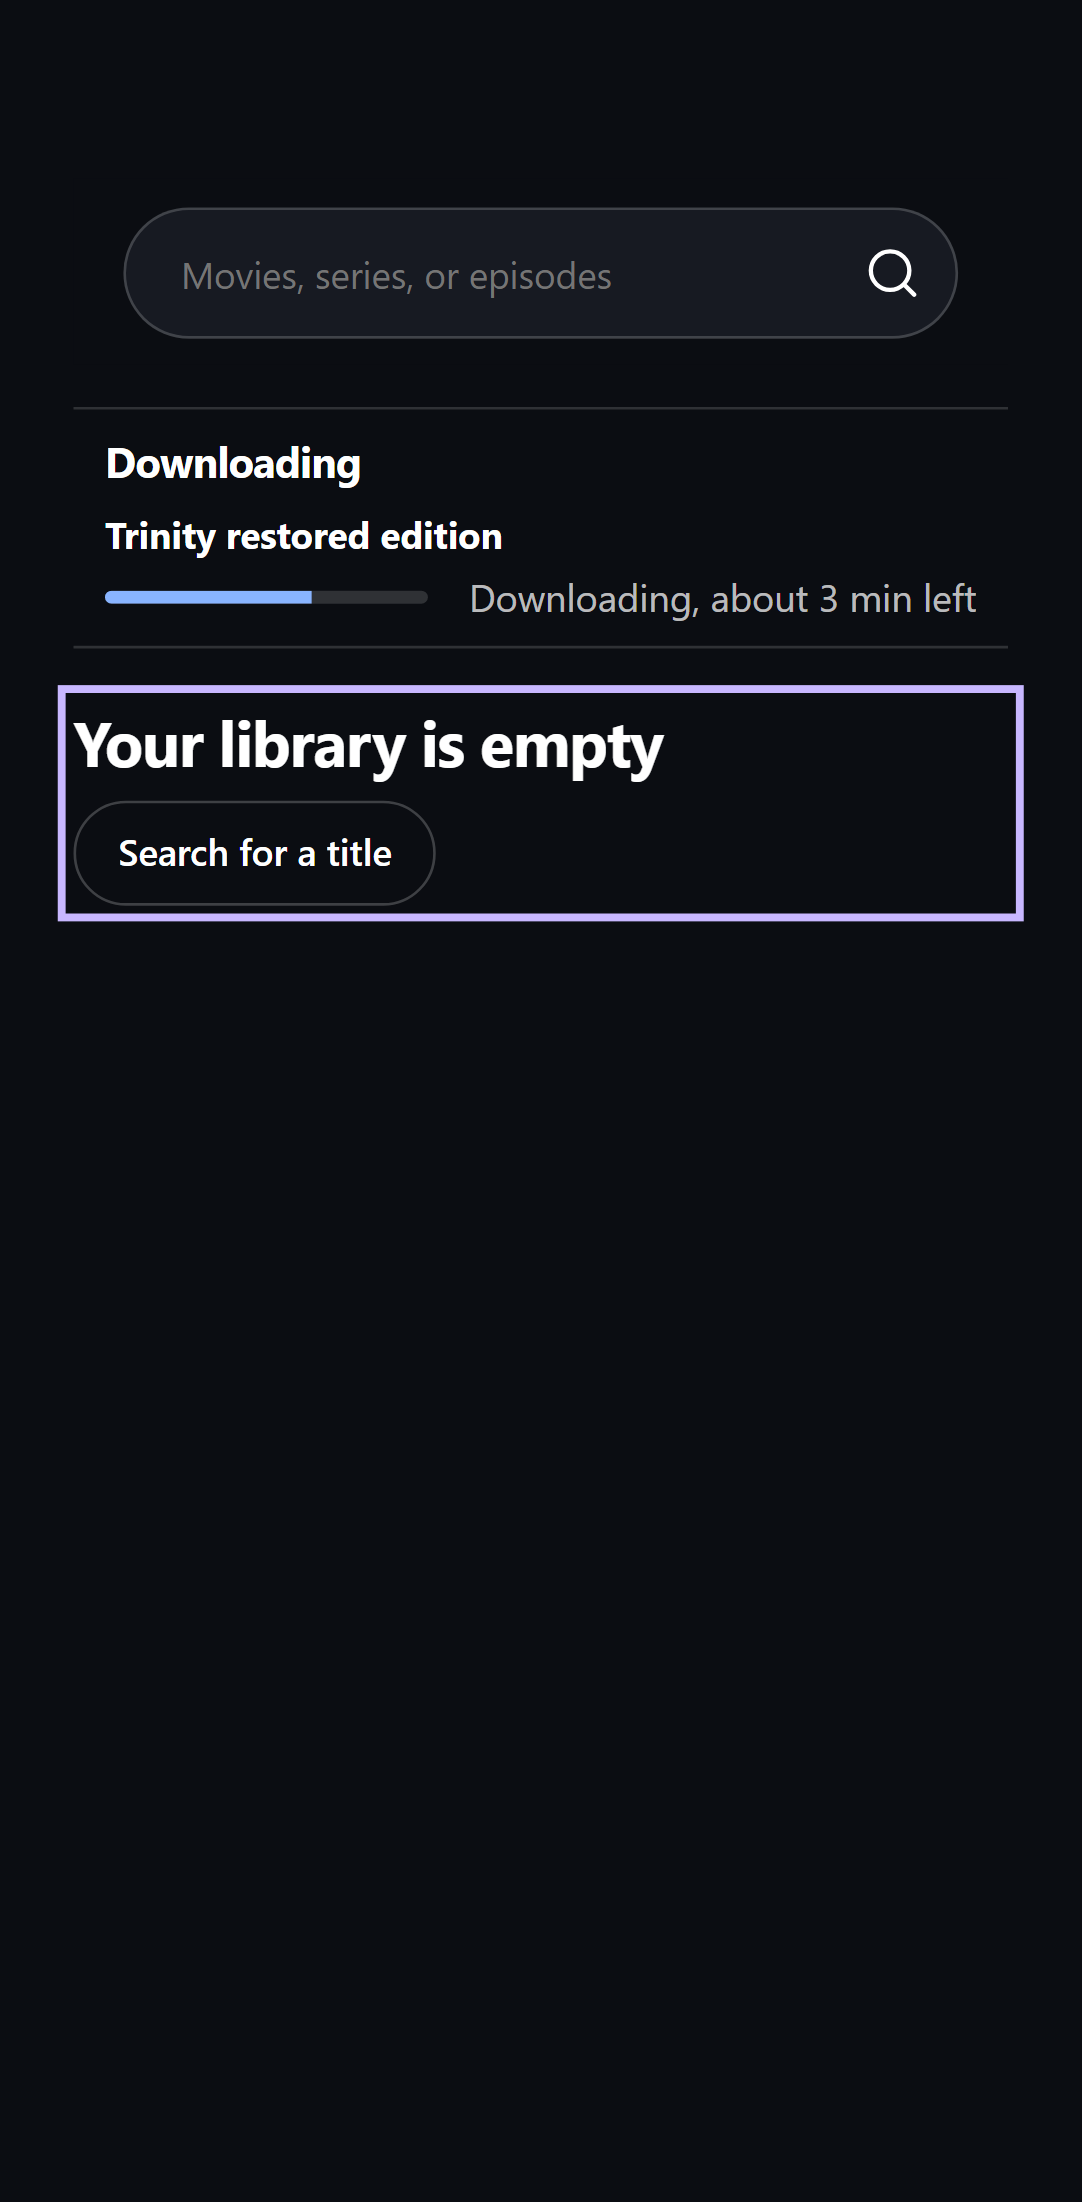 Movies, series, or episodes
Downloading
Trinity restored edition
Downloading, about 3 min left
Your library is empty
Search for a title